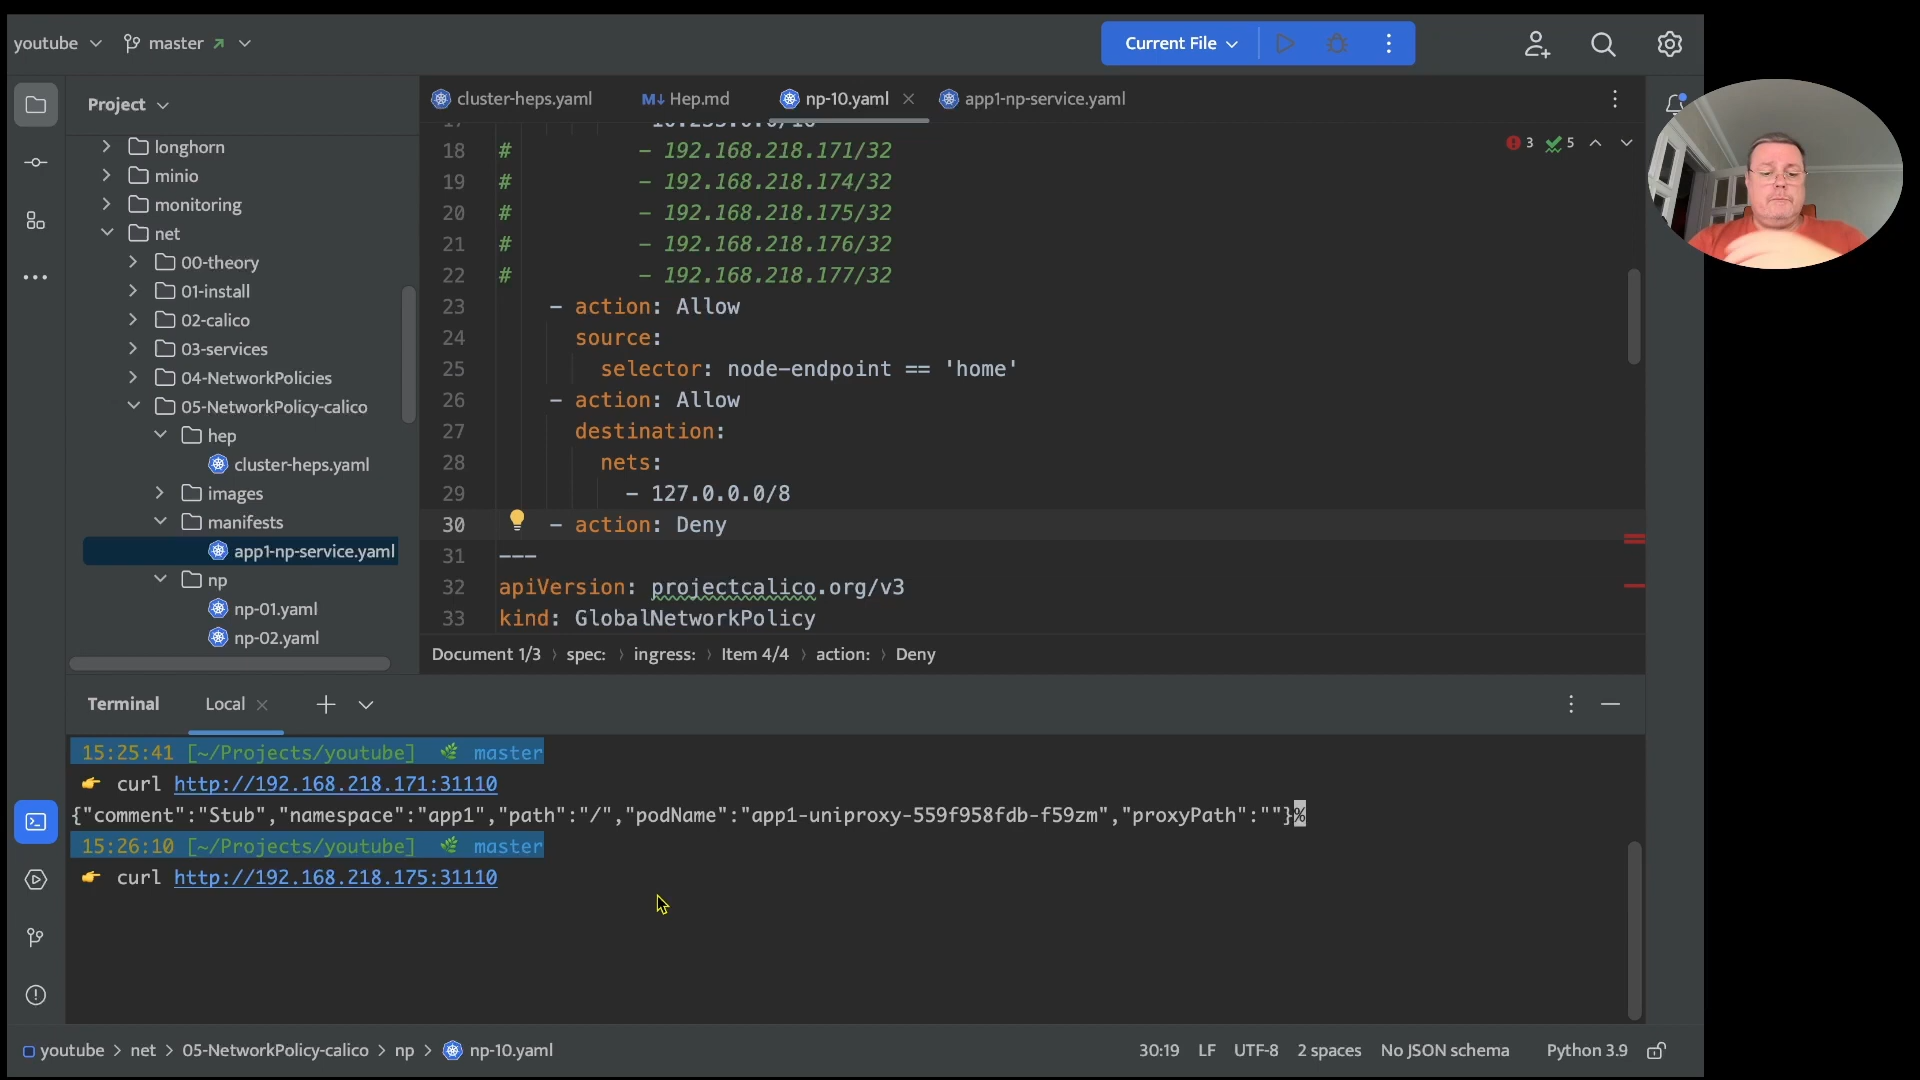 youtube
master
Current File
Project
longhorn
minio
monitoring
net
00-theory
01-install
02-calico
03-services
04-NetworkPolicies
05-NetworkPolicy-calico
hep
cluster-heps.yaml
images
manifests
app1-np-service.yaml
np
np-01.yaml
np-02.yaml
cluster-heps.yaml
M↓ Hep.md
np-10.yaml
app1-np-service.yaml
3
5
18 # - 192.168.218.171/32
19 # - 192.168.218.174/32
20 # - 192.168.218.175/32
21 # - 192.168.218.176/32
22 # - 192.168.218.177/32
23 - action: Allow
24 source:
25 selector: node-endpoint == 'home'
26 - action: Allow
27 destination:
28 nets:
29 - 127.0.0.0/8
30 - action: Deny
31 ---
32 apiVersion: projectcalico.org/v3
33 kind: GlobalNetworkPolicy
Document 1/3 › spec: › ingress: › Item 4/4 › action: › Deny
Terminal
Local
15:25:41 [~/Projects/youtube] master
curl http://192.168.218.171:31110
{"comment":"Stub","namespace":"app1","path":"/","podName":"app1-uniproxy-559f958fdb-f59zm","proxyPath":""}%
15:26:10 [~/Projects/youtube] master
curl http://192.168.218.175:31110
youtube > net > 05-NetworkPolicy-calico > np > np-10.yaml
30:19 LF UTF-8 2 spaces No JSON schema Python 3.9